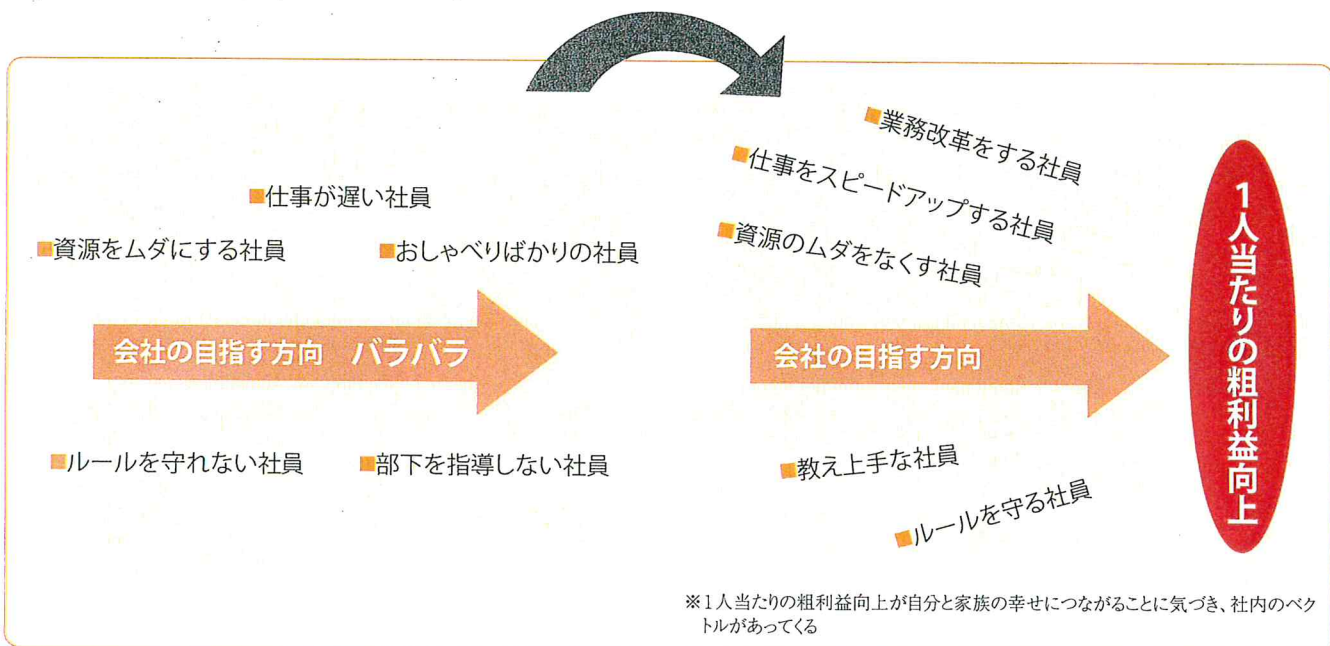 ■仕事が遅い社員
■資源をムダにする社員
■おしゃべりばかりの社員
会社の目指す方向　バラバラ
■ルールを守れない社員
■部下を指導しない社員
■業務改革をする社員
■仕事をスピードアップする社員
■資源のムダをなくす社員
会社の目指す方向
■教え上手な社員
■ルールを守る社員
1人当たりの粗利益向上
※1人当たりの粗利益向上が自分と家族の幸せにつながることに気づき、社内のベク
トルがあってくる